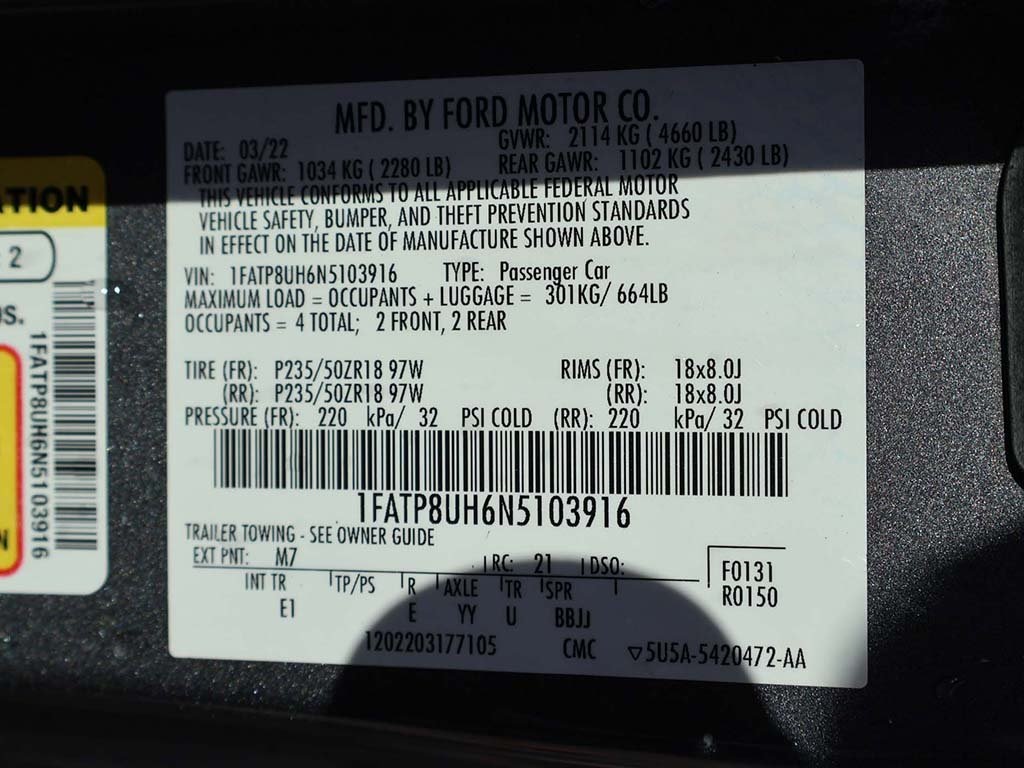 MFD. BY FORD MOTOR CO.
DATE: 03/22 GVWR: 2114 KG ( 4660 LB)
FRONT GAWR: 1034 KG ( 2280 LB) REAR GAWR: 1102 KG ( 2430 LB)
THIS VEHICLE CONFORMS TO ALL APPLICABLE FEDERAL MOTOR
VEHICLE SAFETY, BUMPER, AND THEFT PREVENTION STANDARDS
IN EFFECT ON THE DATE OF MANUFACTURE SHOWN ABOVE.
VIN: 1FATP8UH6N5103916 TYPE: Passenger Car
MAXIMUM LOAD = OCCUPANTS + LUGGAGE = 301KG/ 664LB
OCCUPANTS = 4 TOTAL; 2 FRONT, 2 REAR
TIRE (FR): P235/50ZR18 97W RIMS (FR): 18x8.0J
(RR): P235/50ZR18 97W (RR): 18x8.0J
PRESSURE (FR): 220 kPa/ 32 PSI COLD (RR): 220 kPa/ 32 PSI COLD
1FATP8UH6N5103916
TRAILER TOWING - SEE OWNER GUIDE
EXT PNT: M7 RC: 21 DSO:
F0131
R0150
INT TR TP/PS R AXLE TR SPR
E1 E YY U BBJJ
1202203177105 CMC ▽5U5A-5420472-AA
TION
2
S.
1FATP8UH6N5103916
N